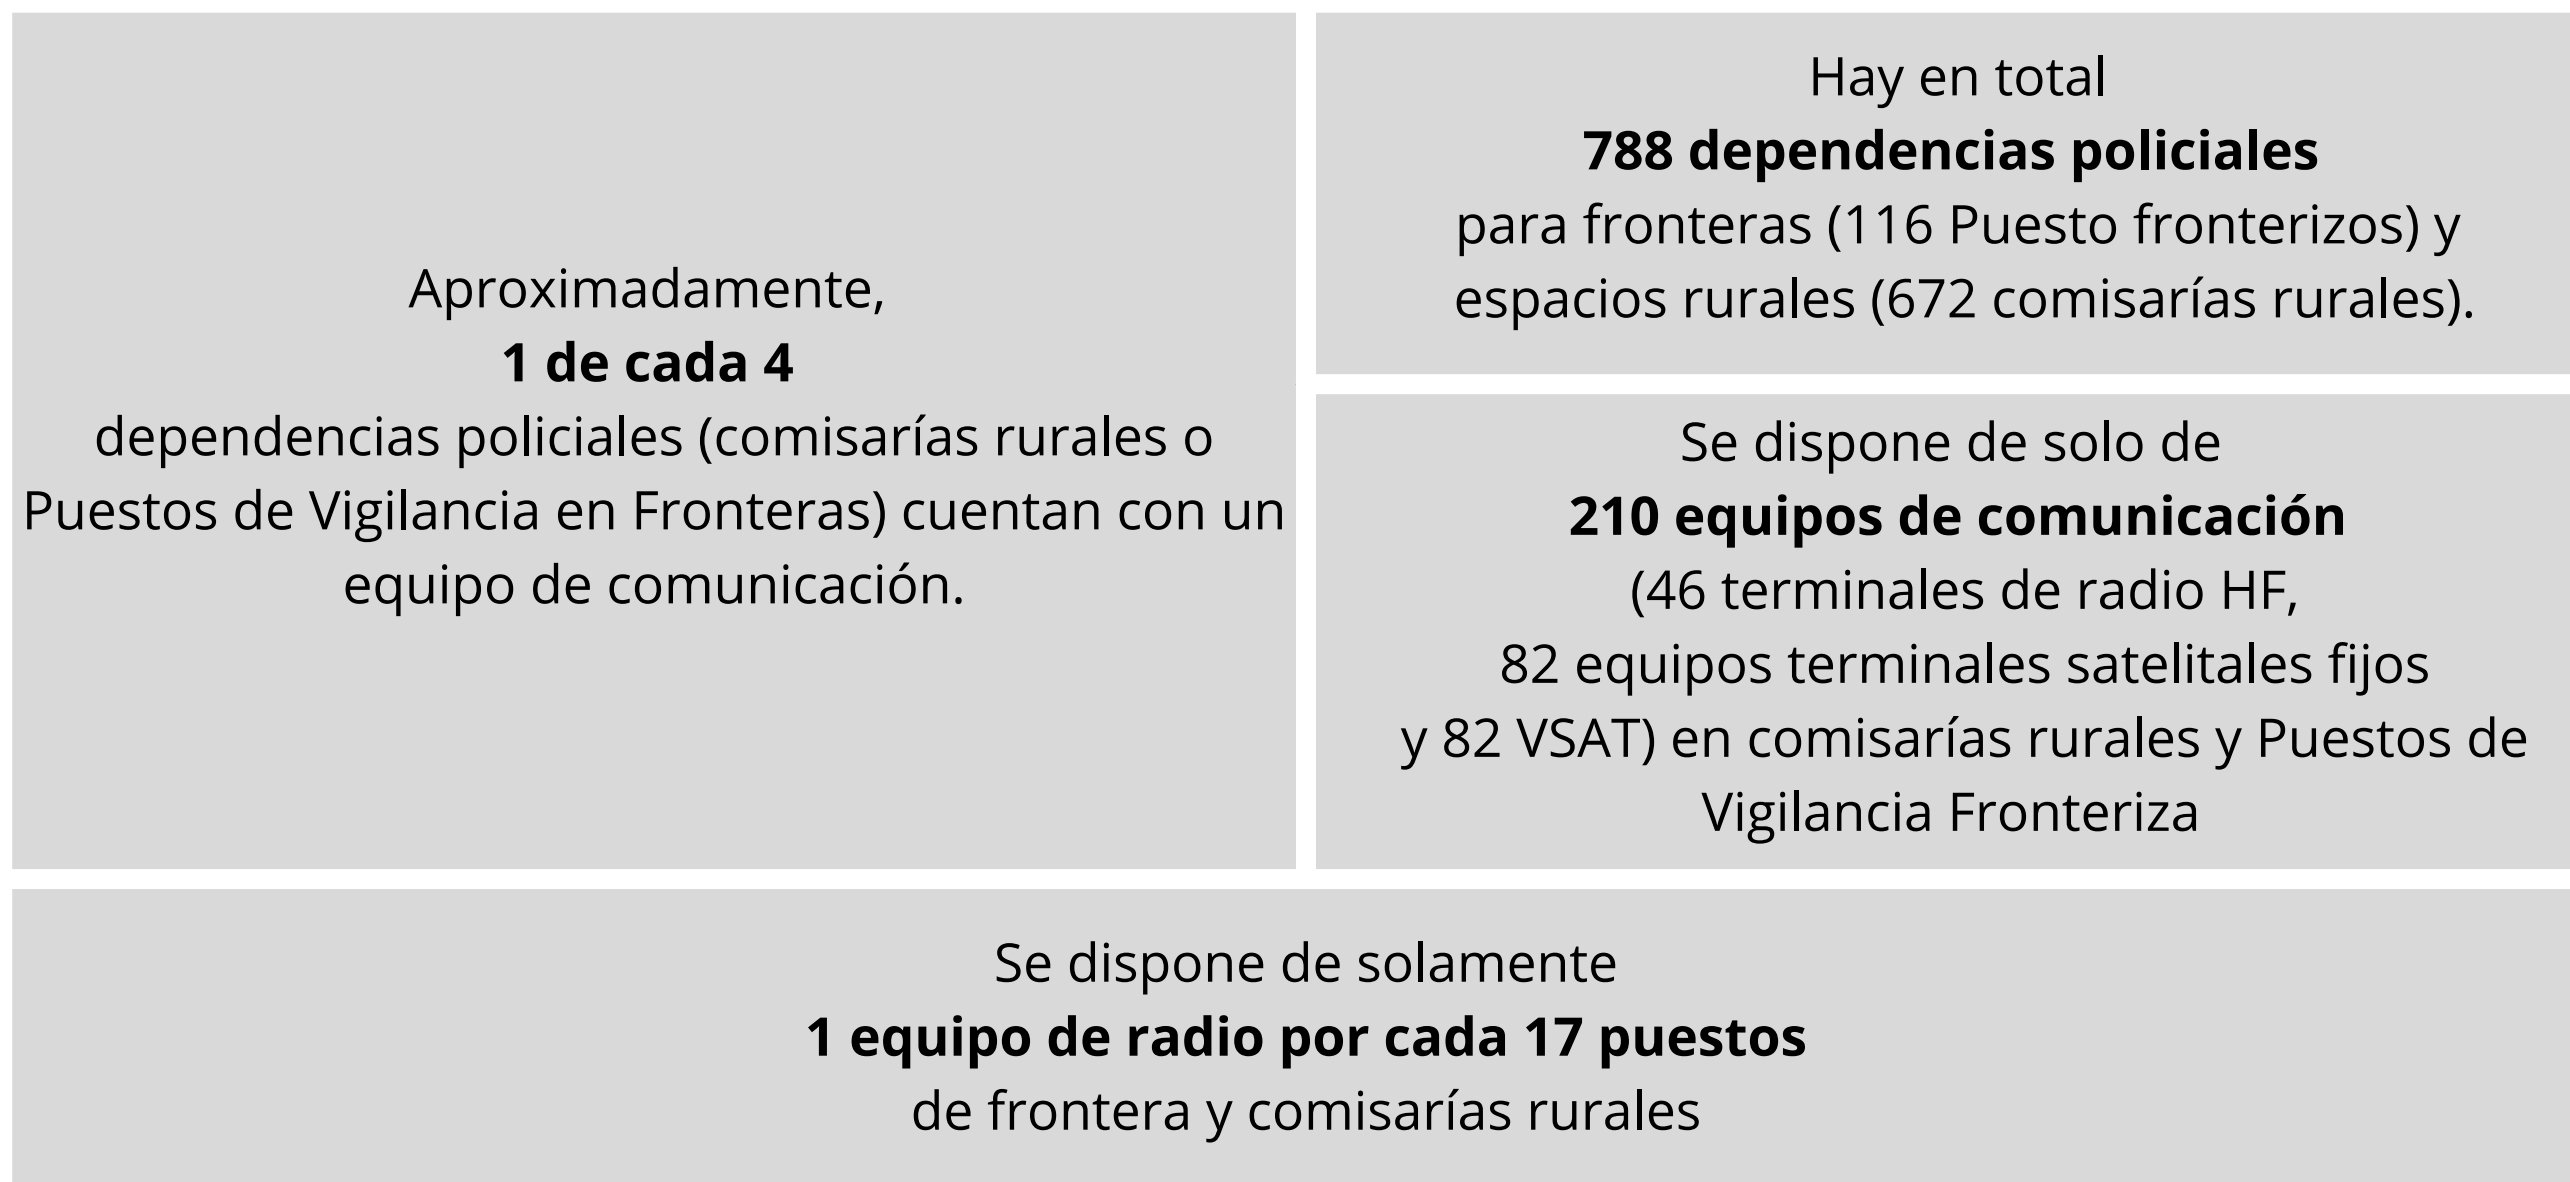 Aproximadamente,
1 de cada 4
dependencias policiales (comisarías rurales o
Puestos de Vigilancia en Fronteras) cuentan con un
equipo de comunicación.
Hay en total
788 dependencias policiales
para fronteras (116 Puesto fronterizos) y
espacios rurales (672 comisarías rurales).
Se dispone de solo de
210 equipos de comunicación
(46 terminales de radio HF,
82 equipos terminales satelitales fijos
y 82 VSAT) en comisarías rurales y Puestos de
Vigilancia Fronteriza
Se dispone de solamente
1 equipo de radio por cada 17 puestos
de frontera y comisarías rurales